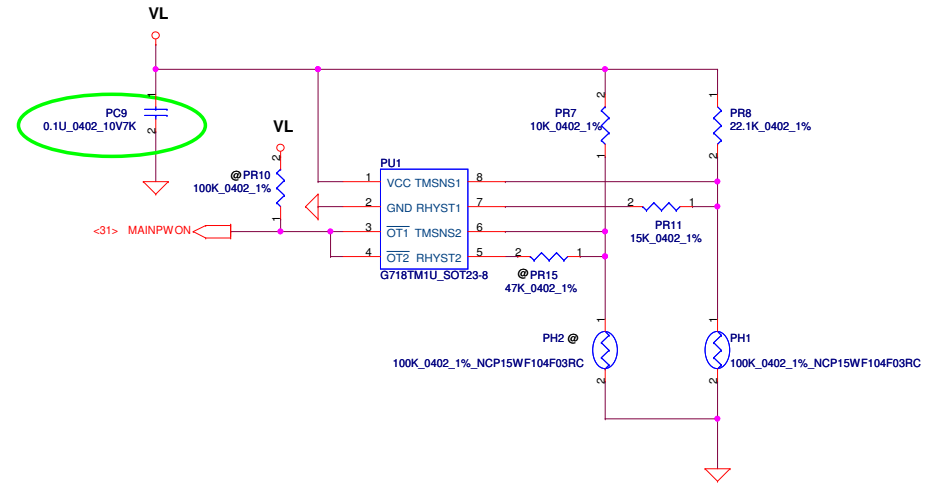 VL
1
PC9
0.1U_0402_10V7K
2
VL
2
@PR10
100K_0402_1%
1
<31> MAINPWON
PU1
1 VCC TMSNS1 8
2 GND RHYST1 7
3 OT1 TMSNS2 6
4 OT2 RHYST2 5
G718TM1U_SOT23-8
2
PR7
10K_0402_1%
1
1
PR8
22.1K_0402_1%
2
2 1
PR11
15K_0402_1%
2 1
@PR15
47K_0402_1%
1
PH2 @
100K_0402_1%_NCP15WF104F03RC
2
1
PH1
100K_0402_1%_NCP15WF104F03RC
2